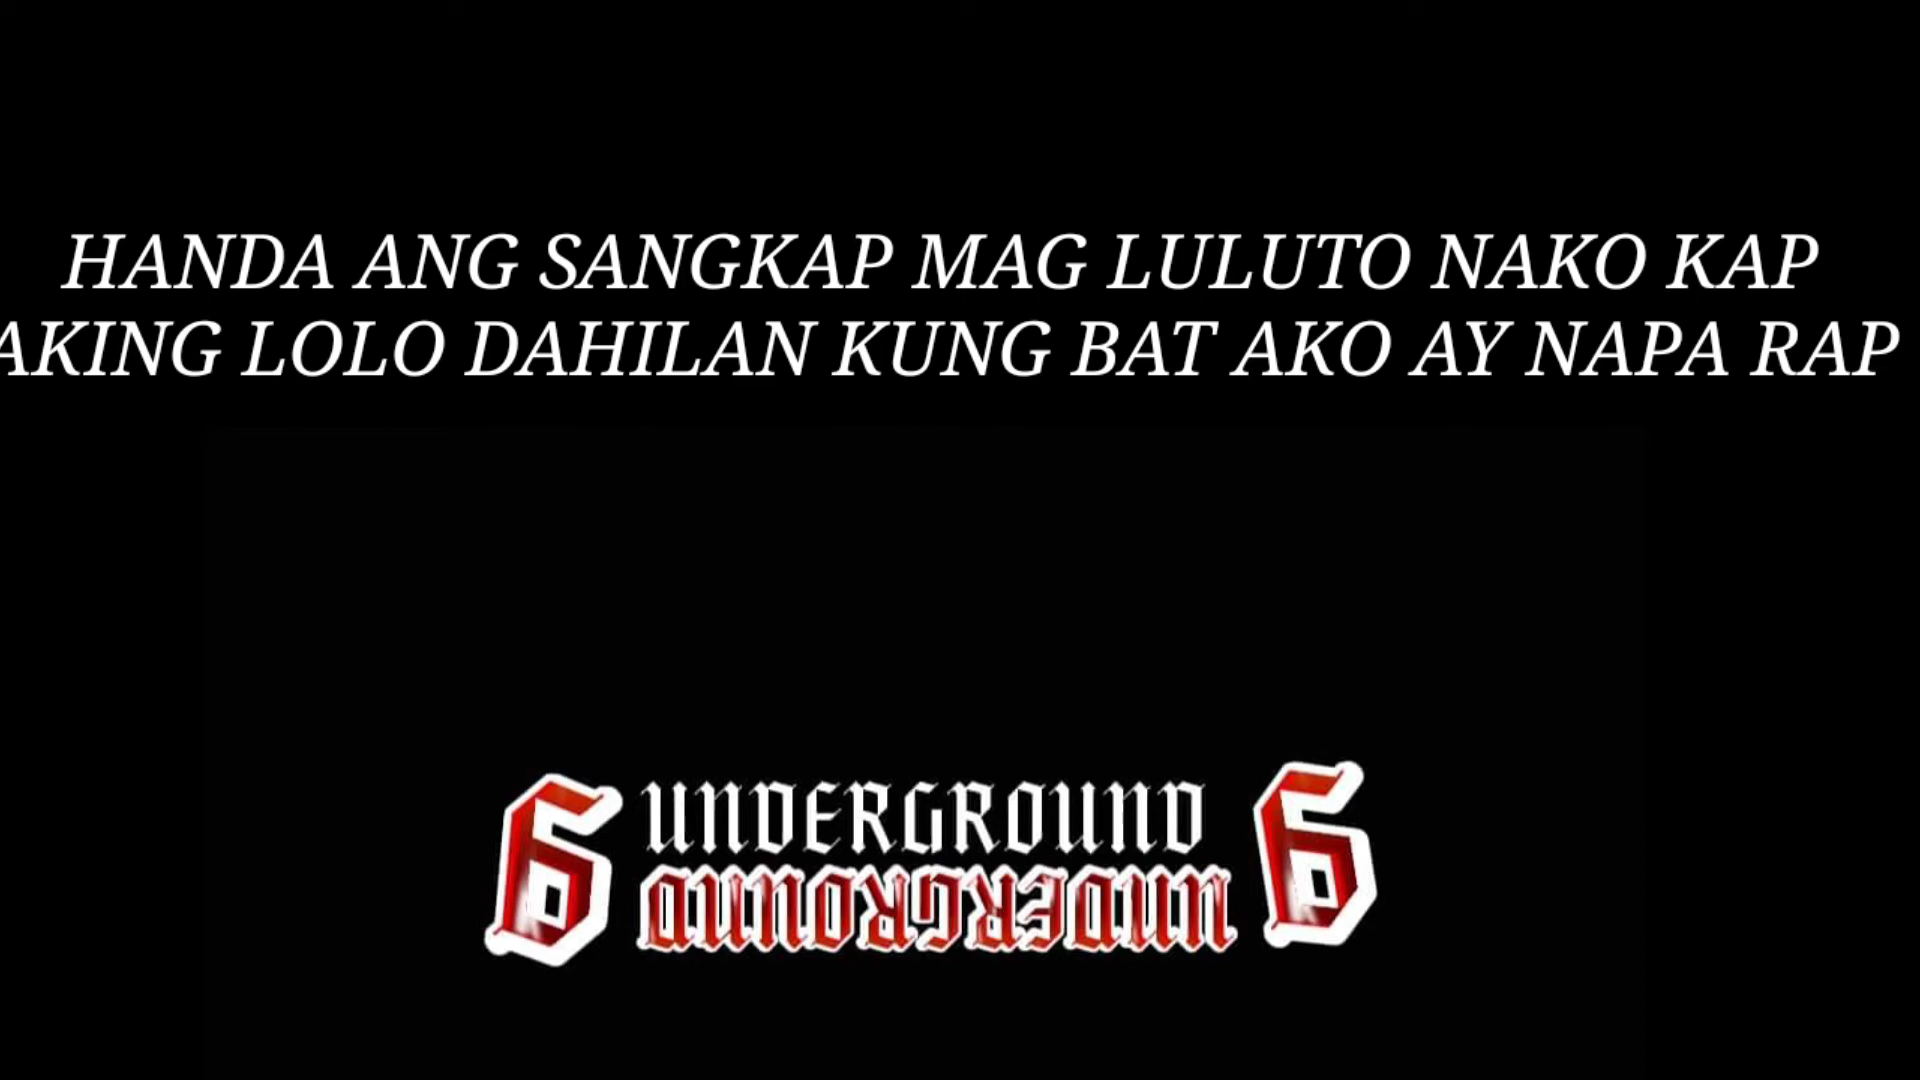 HANDA ANG SANGKAP MAG LULUTO NAKO KAP
AKING LOLO DAHILAN KUNG BAT AKO AY NAPA RAP
6 UNDERGROUND 6
UNDERGROUND